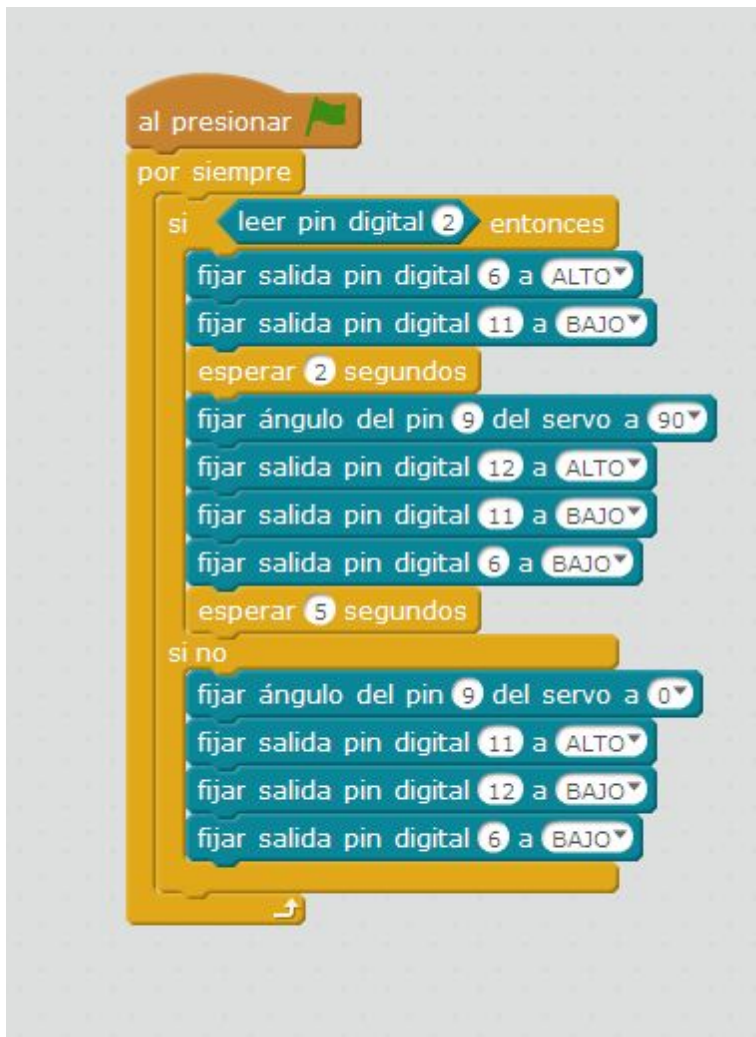 al presionar
por siempre
si leer pin digital 2 entonces
fijar salida pin digital 6 a ALTO
fijar salida pin digital 11 a BAJO
esperar 2 segundos
fijar ángulo del pin 9 del servo a 90
fijar salida pin digital 12 a ALTO
fijar salida pin digital 11 a BAJO
fijar salida pin digital 6 a BAJO
esperar 5 segundos
si no
fijar ángulo del pin 9 del servo a 0
fijar salida pin digital 11 a ALTO
fijar salida pin digital 12 a BAJO
fijar salida pin digital 6 a BAJO